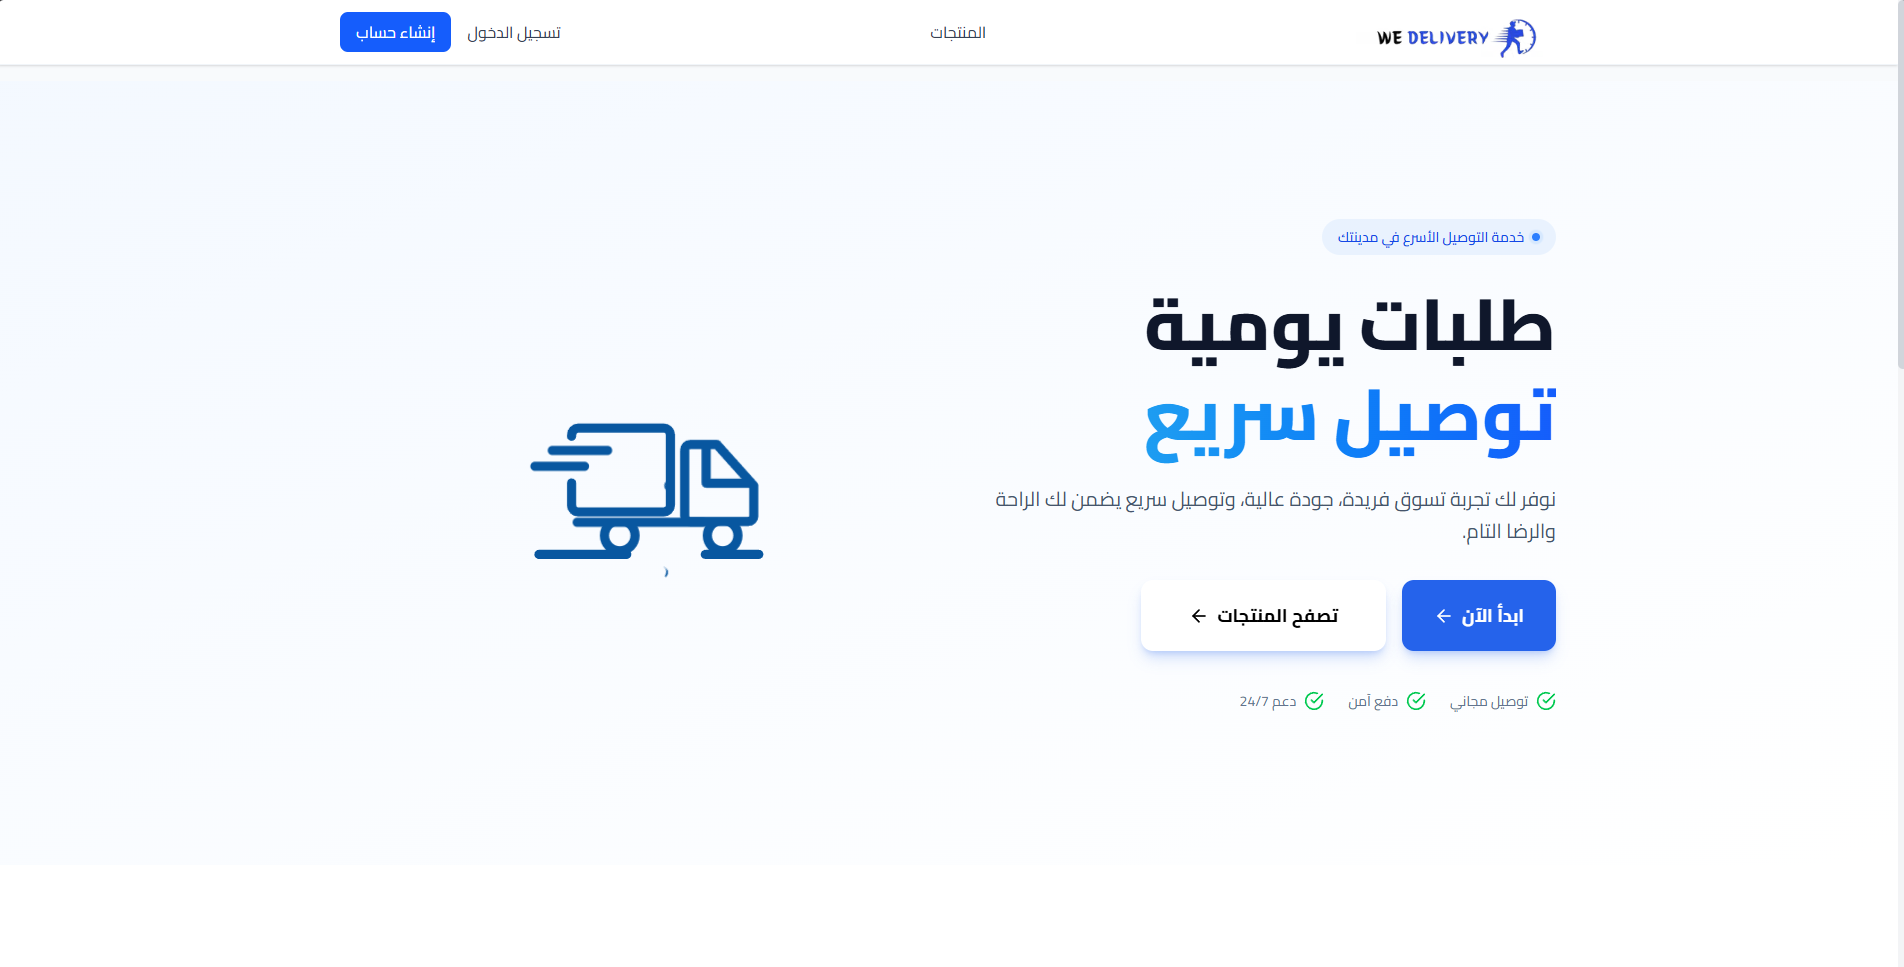 WE DELIVERY
المنتجات
تسجيل الدخول
إنشاء حساب
خدمة التوصيل الأسرع في مدينتك
طلبات يومية
توصيل سريع
نوفر لك تجربة تسوق فريدة، جودة عالية، وتوصيل سريع يضمن لك الراحة
والرضا التام.
ابدأ الآن
تصفح المنتجات
توصيل مجاني
دفع آمن
دعم 24/7